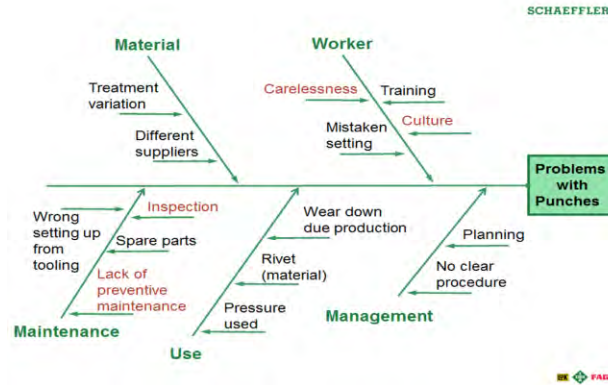 SCHAEFFLER
Material
Worker
Treatment
variation
Different
suppliers
Carelessness
Training
Culture
Mistaken
setting
Problems
with
Punches
Wrong
setting up
from
tooling
Inspection
Spare parts
Lack of
preventive
maintenance
Maintenance
Wear down
due production
Rivet
(material)
Pressure
used
Use
Planning
No clear
procedure
Management
FAG